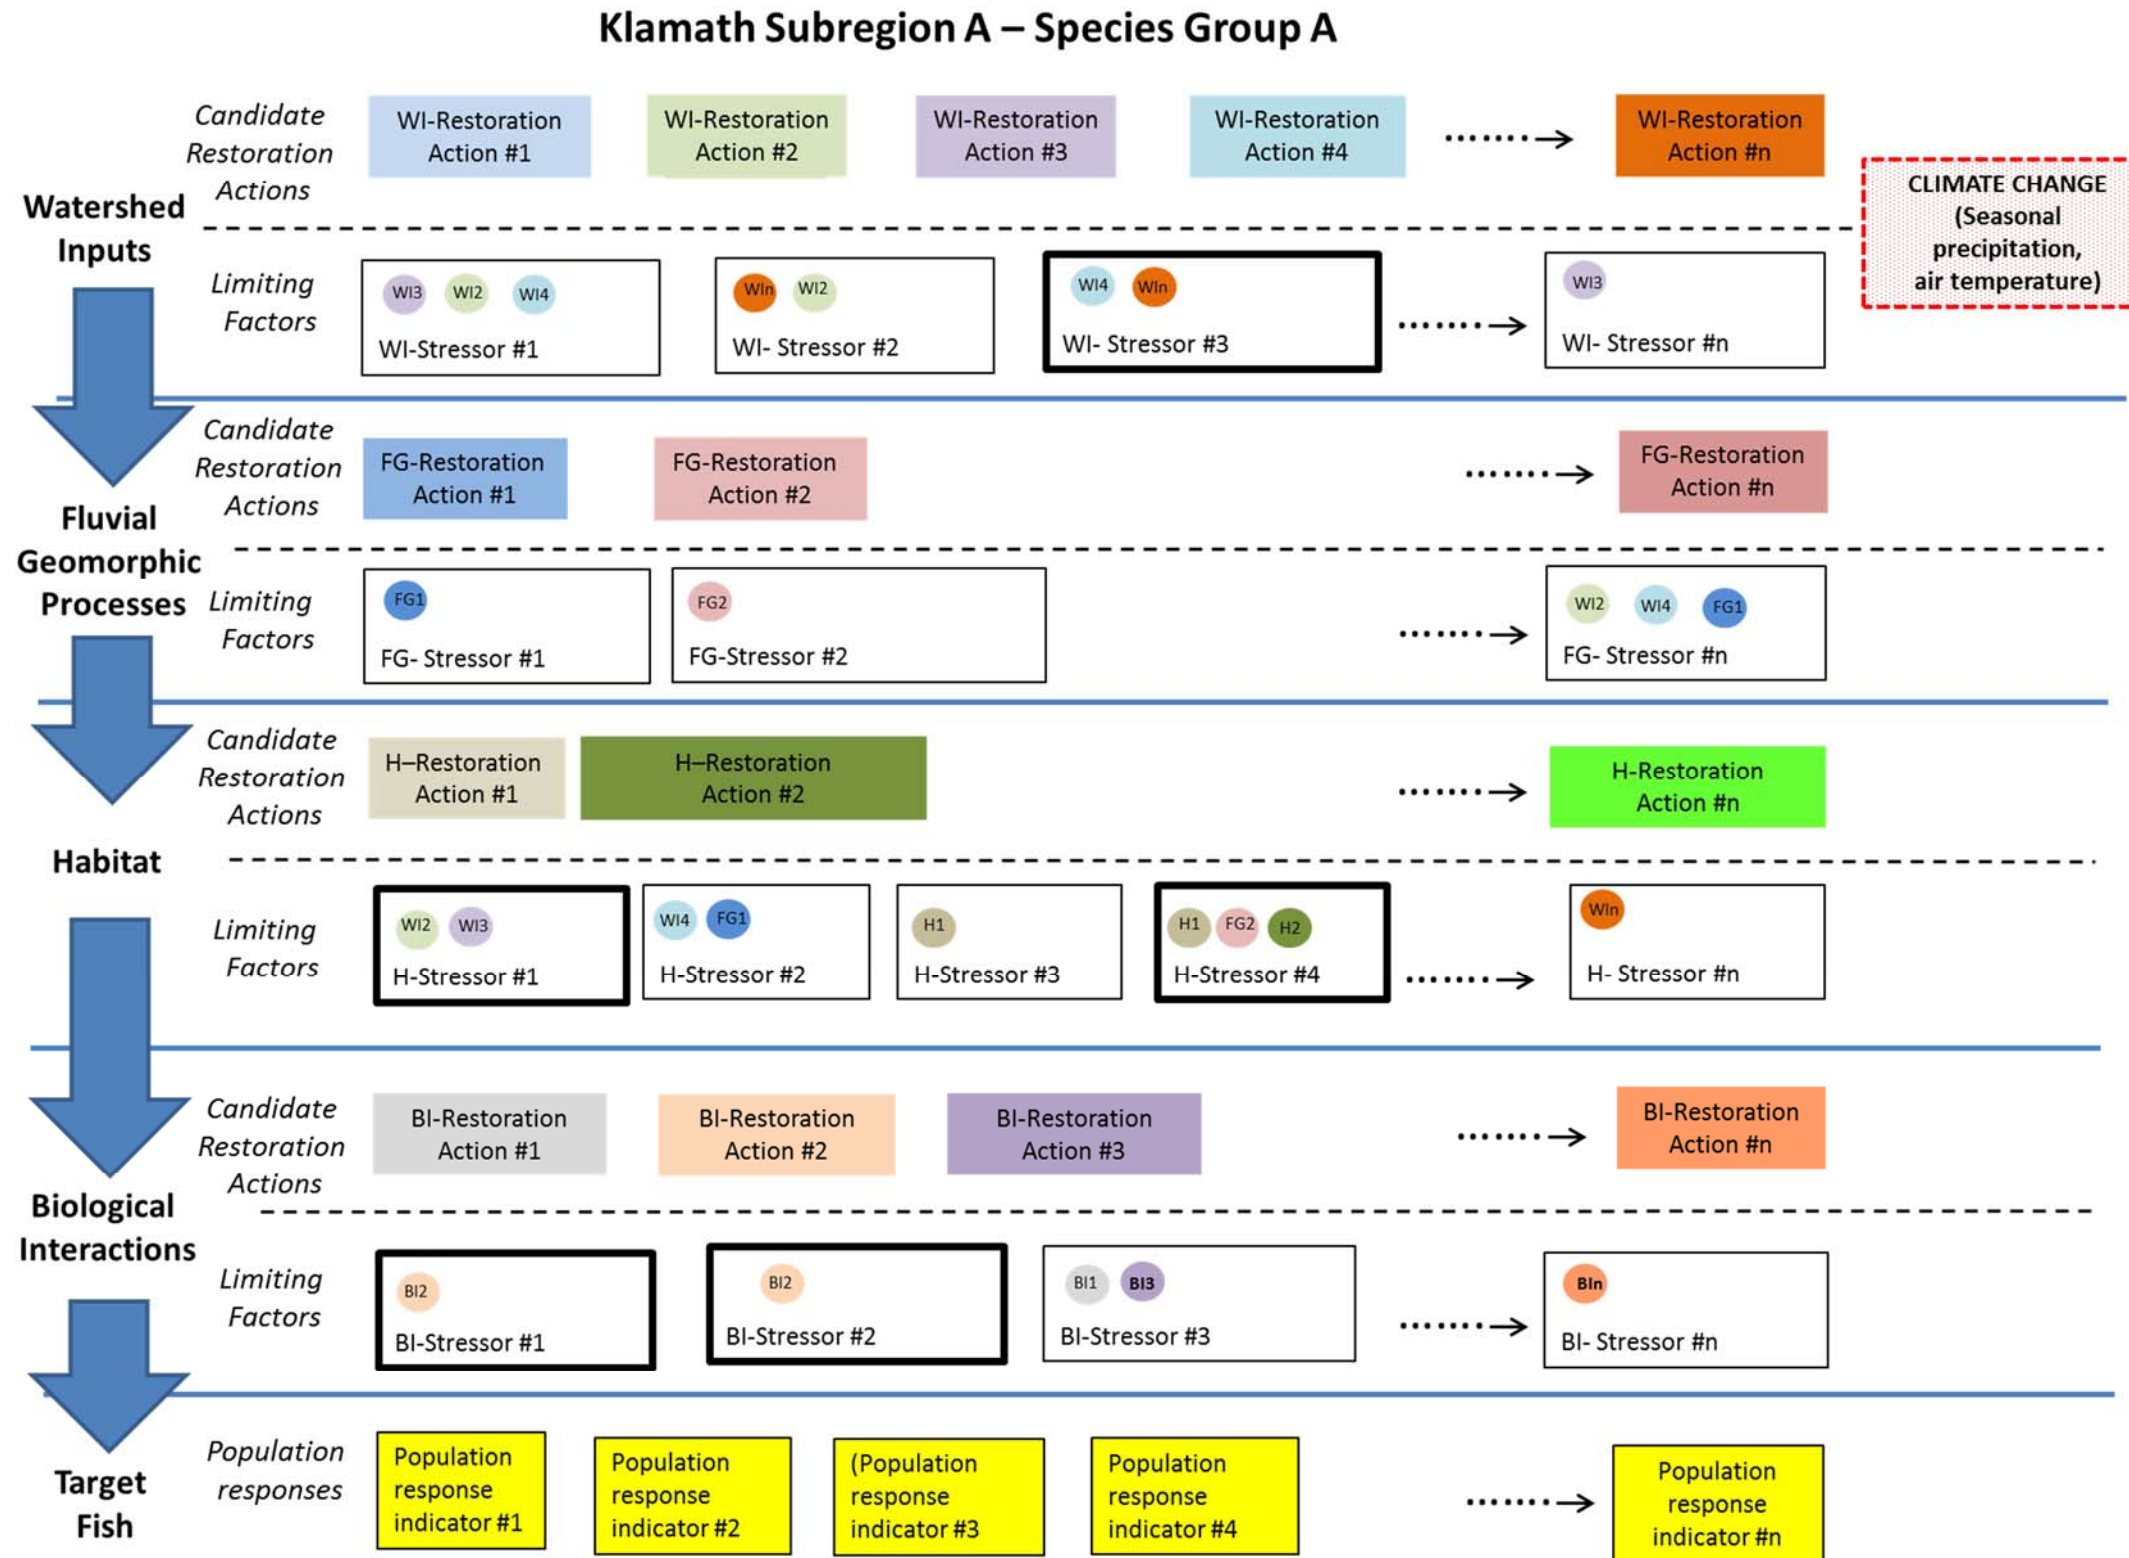 Klamath Subregion A – Species Group A
Candidate
Restoration
Actions
WI-Restoration
Action #1
WI-Restoration
Action #2
WI-Restoration
Action #3
WI-Restoration
Action #4
WI-Restoration
Action #n
CLIMATE CHANGE
(Seasonal
precipitation,
air temperature)
Watershed
Inputs
Limiting
Factors
WI3 WI2 WI4
WI-Stressor #1
WIn WI2
WI- Stressor #2
WI4 WIn
WI- Stressor #3
WI3
WI- Stressor #n
Candidate
Restoration
Actions
FG-Restoration
Action #1
FG-Restoration
Action #2
FG-Restoration
Action #n
Fluvial
Geomorphic
Processes
Limiting
Factors
FG1
FG- Stressor #1
FG2
FG-Stressor #2
WI2 WI4 FG1
FG- Stressor #n
Candidate
Restoration
Actions
H–Restoration
Action #1
H–Restoration
Action #2
H-Restoration
Action #n
Habitat
Limiting
Factors
WI2 WI3
H-Stressor #1
WI4 FG1
H-Stressor #2
H1
H-Stressor #3
H1 FG2 H2
H-Stressor #4
WIn
H- Stressor #n
Candidate
Restoration
Actions
BI-Restoration
Action #1
BI-Restoration
Action #2
BI-Restoration
Action #3
BI-Restoration
Action #n
Biological
Interactions
Limiting
Factors
BI2
BI-Stressor #1
BI2
BI-Stressor #2
BI1 BI3
BI-Stressor #3
BIn
BI- Stressor #n
Target
Fish
Population
responses
Population
response
indicator #1
Population
response
indicator #2
(Population
response
indicator #3
Population
response
indicator #4
Population
response
indicator #n